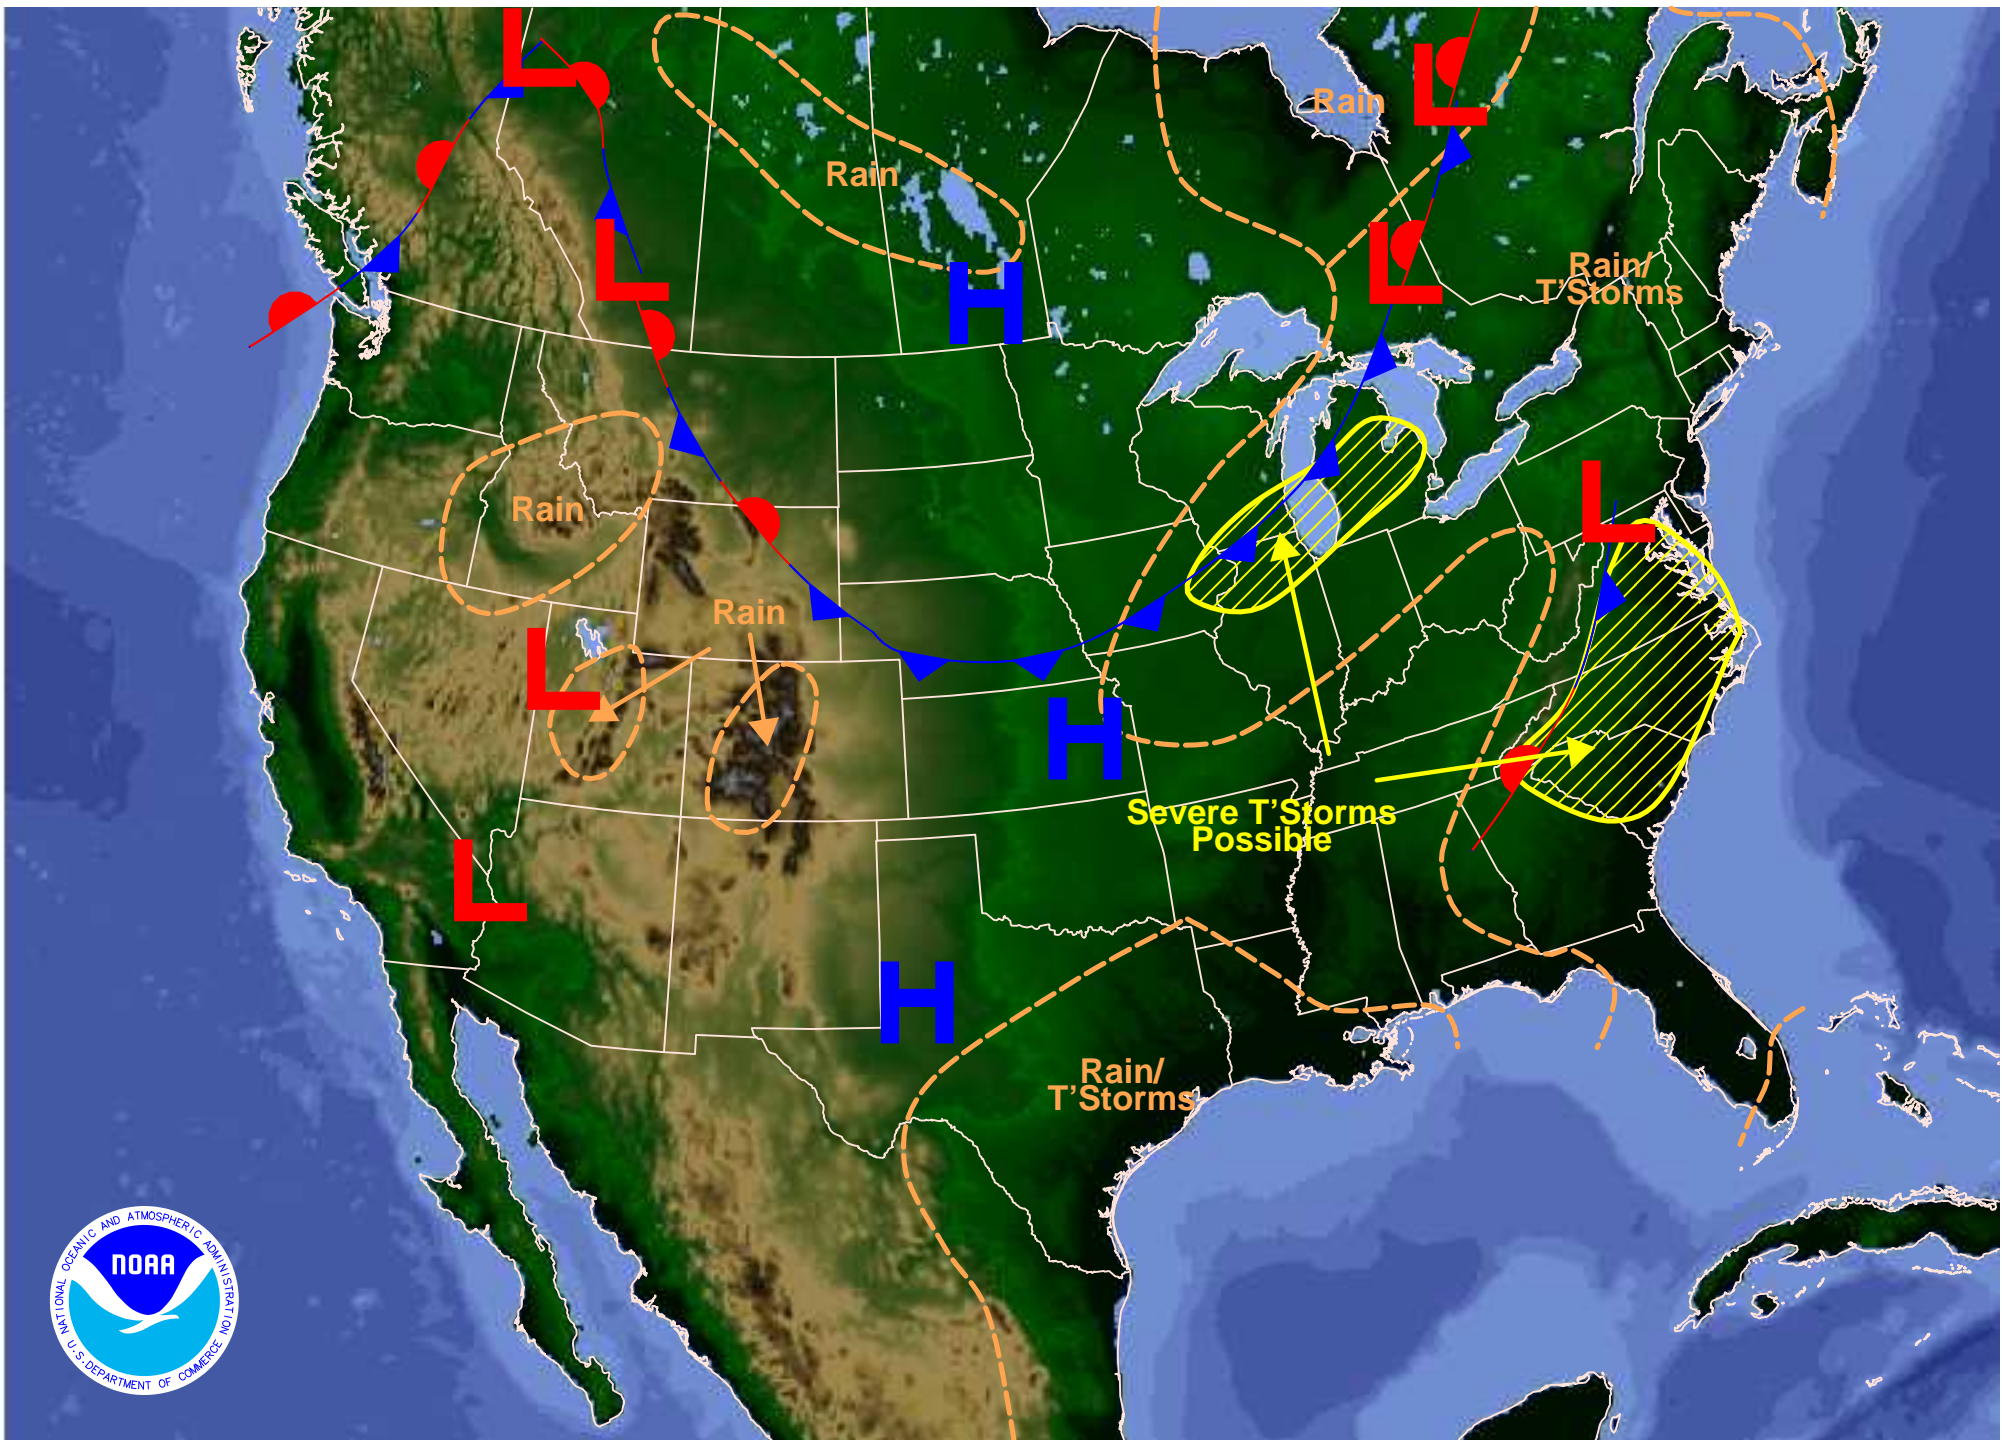 L
L
Rain
Rain
L
L
Rain/
T’Storms
H
Rain
L
Rain
L
H
Severe T’Storms
Possible
L
H
Rain/
T’Storms
NATIONAL OCEANIC AND ATMOSPHERIC ADMINISTRATION
NOAA
U.S. DEPARTMENT OF COMMERCE